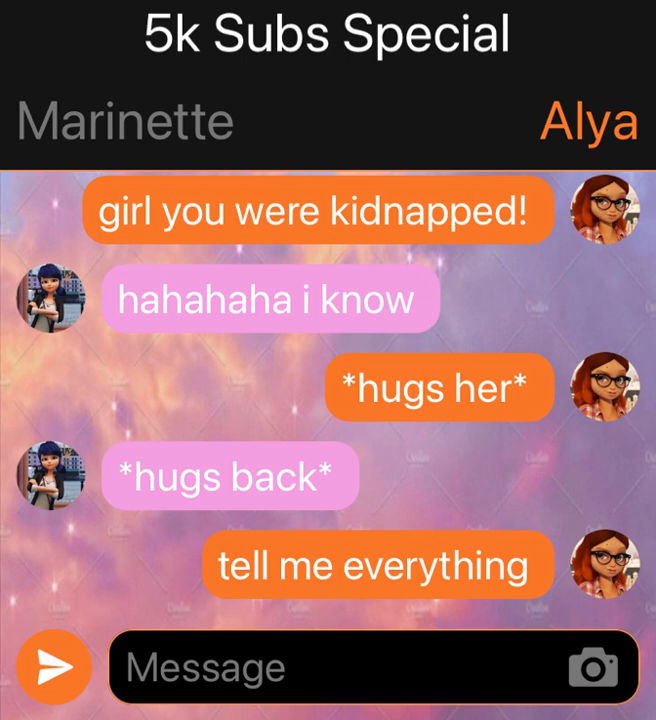 5k Subs Special
Marinette Alya
girl you were kidnapped!
hahahaha i know
*hugs her*
*hugs back*
tell me everything
Message